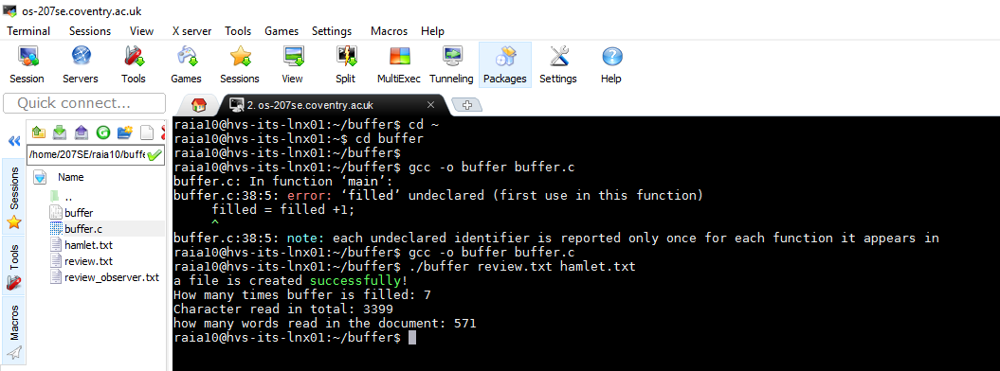 os-207se.coventry.ac.uk
Terminal Sessions View X server Tools Games Settings Macros Help
Session Servers Tools Games Sessions View Split MultiExec Tunneling Packages Settings Help
Quick connect...
2. os-207se.coventry.ac.uk
/home/207SE/raia10/buffe
Name
..
buffer
buffer.c
hamlet.txt
review.txt
review_observer.txt
Sessions
Tools
Macros
raia10@hvs-its-lnx01:~/buffer$ cd ~
raia10@hvs-its-lnx01:~$ cd buffer
raia10@hvs-its-lnx01:~/buffer$
raia10@hvs-its-lnx01:~/buffer$ gcc -o buffer buffer.c
buffer.c: In function ‘main’:
buffer.c:38:5: error: ‘filled’ undeclared (first use in this function)
filled = filled +1;
^
buffer.c:38:5: note: each undeclared identifier is reported only once for each function it appears in
raia10@hvs-its-lnx01:~/buffer$ gcc -o buffer buffer.c
raia10@hvs-its-lnx01:~/buffer$ ./buffer review.txt hamlet.txt
a file is created successfully!
How many times buffer is filled: 7
Character read in total: 3399
how many words read in the document: 571
raia10@hvs-its-lnx01:~/buffer$